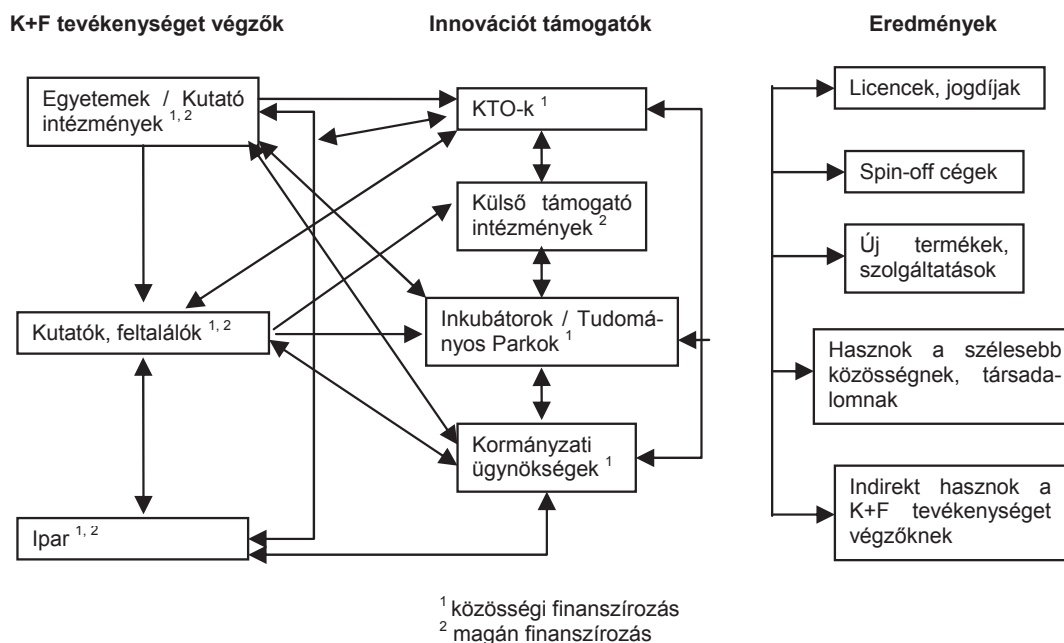 K+F tevékenységet végzők
Innovációt támogatók
Eredmények
Egyetemek / Kutató
intézmények 1, 2
Kutatók, feltalálók 1, 2
Ipar 1, 2
KTO-k 1
Külső támogató
intézmények 2
Inkubátorok / Tudomá-
nyos Parkok 1
Kormányzati
ügynökségek 1
Licencek, jogdíjak
Spin-off cégek
Új termékek,
szolgáltatások
Hasznok a szélesebb
közösségnek, társada-
lomnak
Indirekt hasznok a
K+F tevékenységet
végzőknek
1 közösségi finanszírozás
2 magán finanszírozás